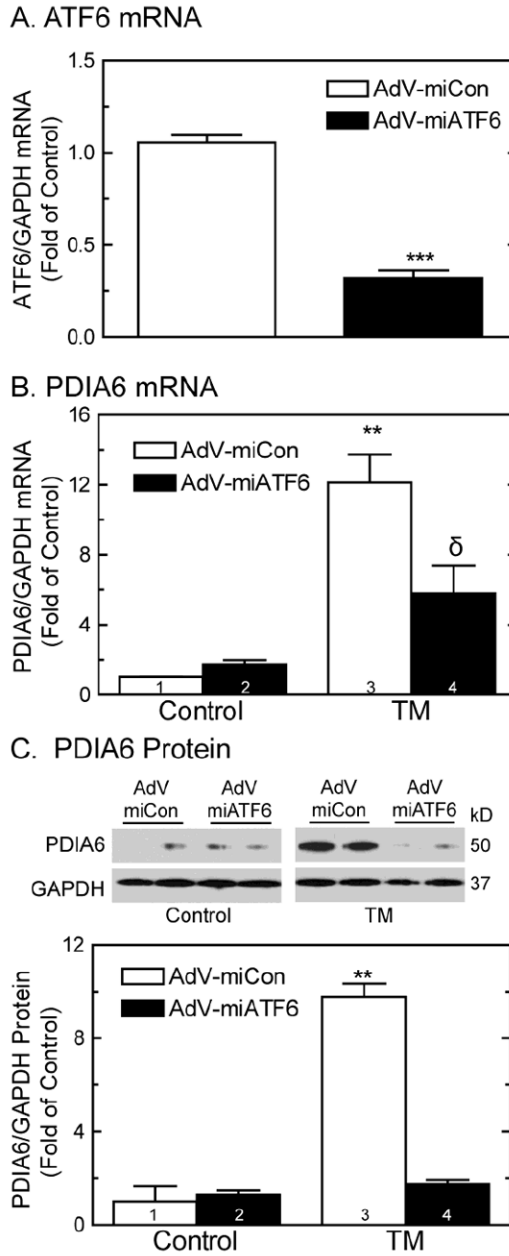 A. ATF6 mRNA
ATF6/GAPDH mRNA
(Fold of Control)
1.5
1.0
0.5
0.0
AdV-miCon
AdV-miATF6
***
B. PDIA6 mRNA
PDIA6/GAPDH mRNA
(Fold of Control)
16
12
8
4
0
AdV-miCon
AdV-miATF6
**
δ
1 2 3 4
Control TM
C. PDIA6 Protein
AdV AdV AdV AdV
miCon miATF6 miCon miATF6 kD
PDIA6 50
GAPDH 37
Control TM
PDIA6/GAPDH Protein
(Fold of Control)
12
8
4
0
AdV-miCon
AdV-miATF6
**
1 2 3 4
Control TM